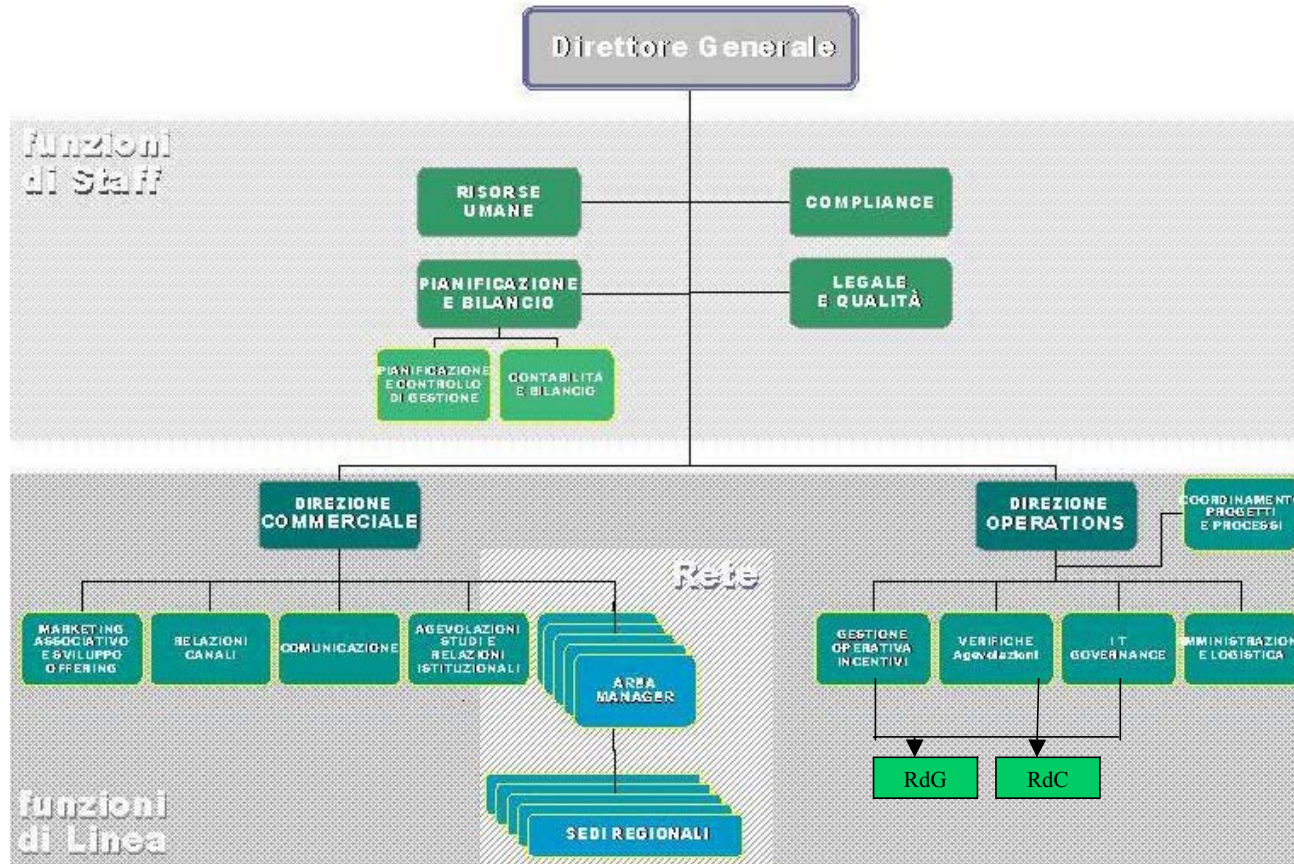 Direttore Generale
funzioni
di Staff
RISORSE
UMANE
COMPLIANCE
PIANIFICAZIONE
E BILANCIO
LEGALE
E QUALITÀ
PIANIFICAZIONE
E CONTROLLO
DI GESTIONE
CONTABILITÀ
E BILANCIO
DIREZIONE
COMMERCIALE
DIREZIONE
OPERATIONS
COORDINAMENTO
PROGETTI
E PROCESSI
Rete
MARKETING
ASSOCIATIVO
E SVILUPPO
OFFERING
RELAZIONI
CANALI
COMUNICAZIONE
AGEVOLAZIONI
STUDI E
RELAZIONI
ISTITUZIONALI
AREA
MANAGER
GESTIONE
OPERATIVA
INCENTIVI
VERIFICHE
Agevolazioni
IT
GOVERNANCE
AMMINISTRAZIONE
E LOGISTICA
RdG
RdC
SEDI REGIONALI
funzioni
di Linea